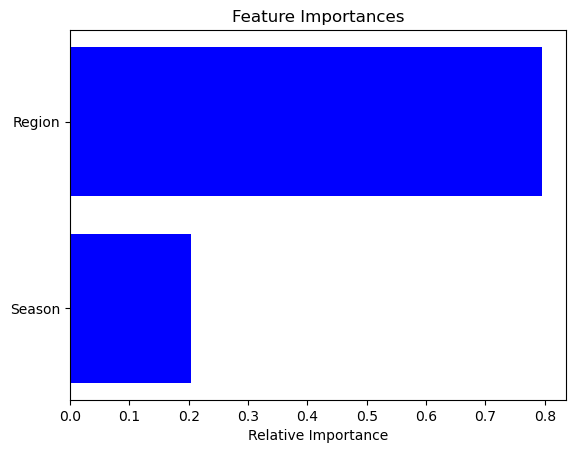 Feature Importances
Region
Season
0.0 0.1 0.2 0.3 0.4 0.5 0.6 0.7 0.8
Relative Importance